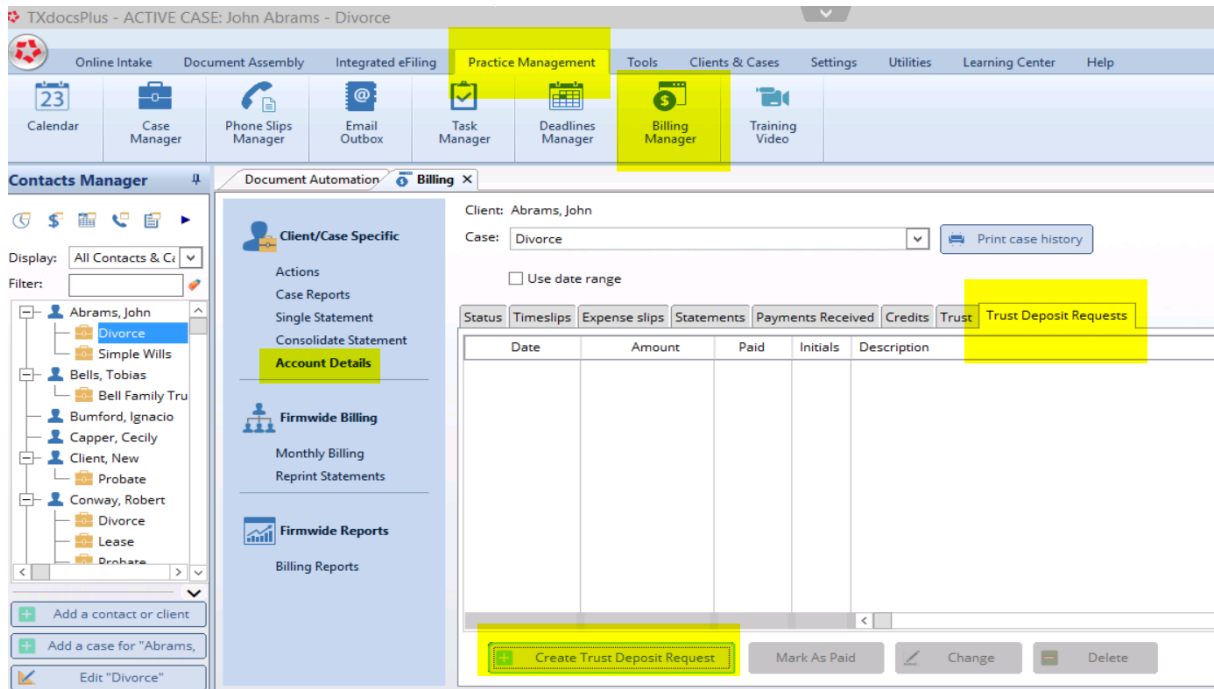 TXdocsPlus - ACTIVE CASE: John Abrams - Divorce
Online Intake Document Assembly Integrated eFiling Practice Management Tools Clients & Cases Settings Utilities Learning Center Help
23
Calendar
Case
Manager
Phone Slips
Manager
@
Email
Outbox
Task
Manager
Deadlines
Manager
$
Billing
Manager
Training
Video
Contacts Manager
Display: All Contacts & Ca
Filter:
Abrams, John
Divorce
Simple Wills
Bells, Tobias
Bell Family Tru
Bumford, Ignacio
Capper, Cecily
Client, New
Probate
Conway, Robert
Divorce
Lease
Probate
Add a contact or client
Add a case for "Abrams,
Edit "Divorce"
Document Automation Billing
Client/Case Specific
Actions
Case Reports
Single Statement
Consolidate Statement
Account Details
Firmwide Billing
Monthly Billing
Reprint Statements
Firmwide Reports
Billing Reports
Client: Abrams, John
Case: Divorce Print case history
Use date range
Status Timeslips Expense slips Statements Payments Received Credits Trust Trust Deposit Requests
Date Amount Paid Initials Description
Create Trust Deposit Request Mark As Paid Change Delete